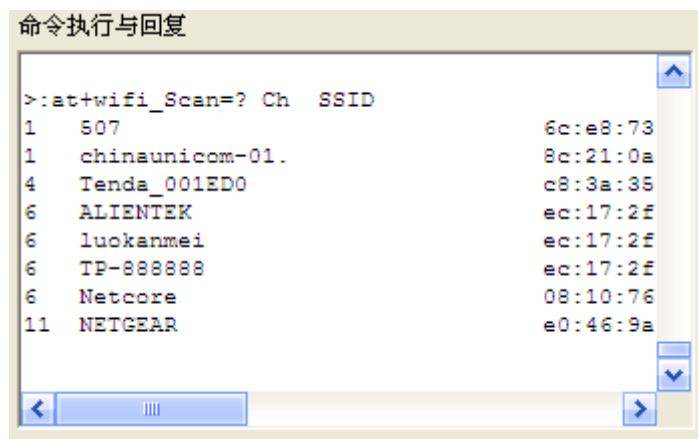 命令执行与回复
>:at+wifi_Scan=? Ch  SSID
1   507   6c:e8:73
1   chinaunicom-01.   8c:21:0a
4   Tenda_001ED0   c8:3a:35
6   ALIENTEK   ec:17:2f
6   luokanmei   ec:17:2f
6   TP-888888   ec:17:2f
6   Netcore   08:10:76
11  NETGEAR   e0:46:9a